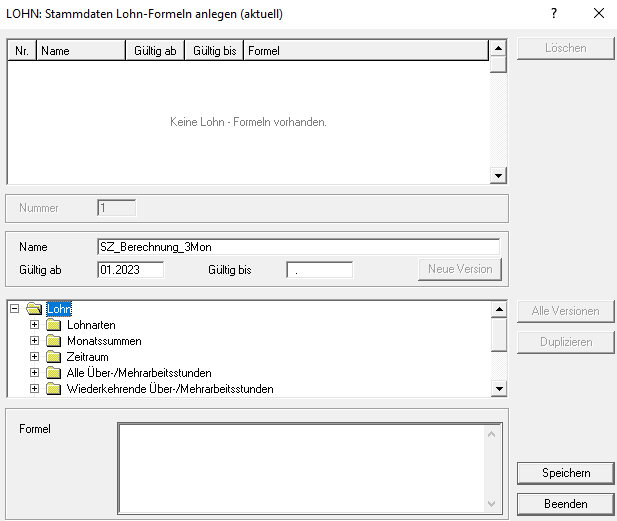 LOHN: Stammdaten Lohn-Formeln anlegen (aktuell) ?
Nr. Name Gültig ab Gültig bis Formel
Löschen
Keine Lohn - Formeln vorhanden.
Nummer 1
Name SZ_Berechnung_3Mon
Gültig ab 01.2023 Gültig bis . Neue Version
Lohn
Lohnarten
Monatssummen
Zeitraum
Alle Über-/Mehrarbeitsstunden
Wiederkehrende Über-/Mehrarbeitsstunden
Alle Versionen
Duplizieren
Formel
Speichern
Beenden